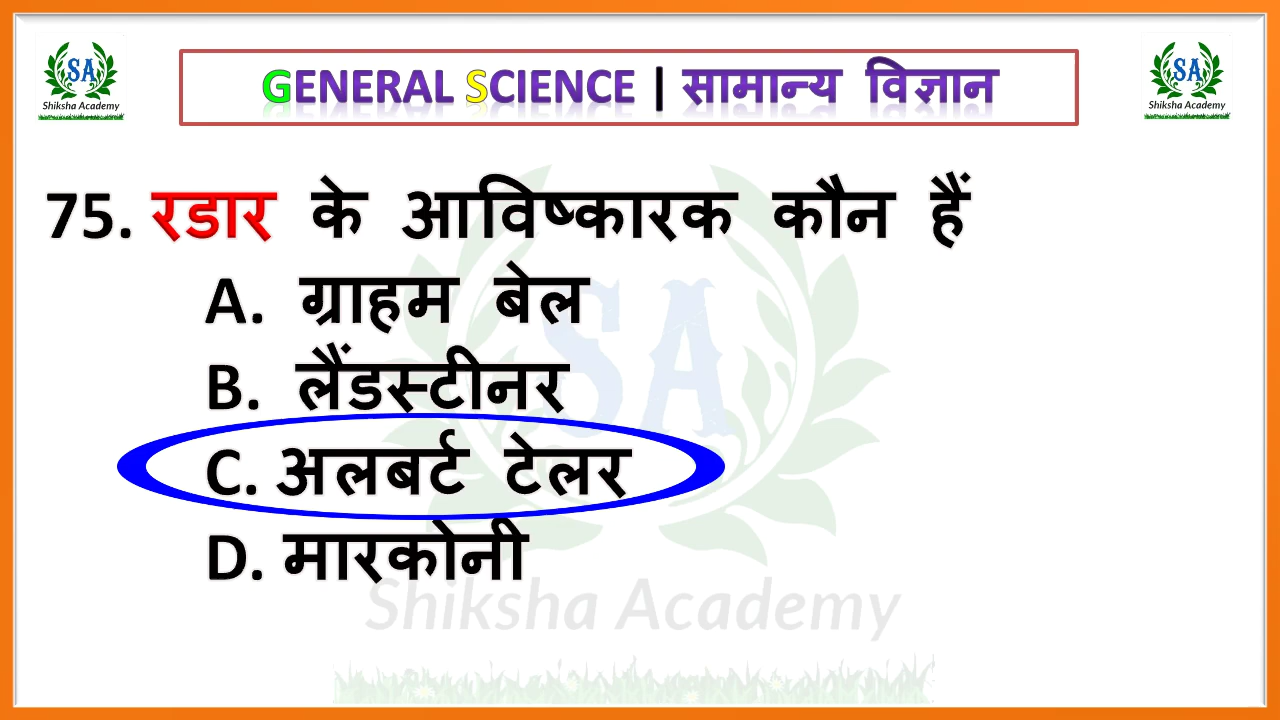 SA
Shiksha Academy
GENERAL SCIENCE | सामान्य विज्ञान
SA
Shiksha Academy
75. रडार के आविष्कारक कौन हैं
A. ग्राहम बेल
B. लैंडस्टीनर
C. अलबर्ट टेलर
D. मारकोनी
SA
Shiksha Academy